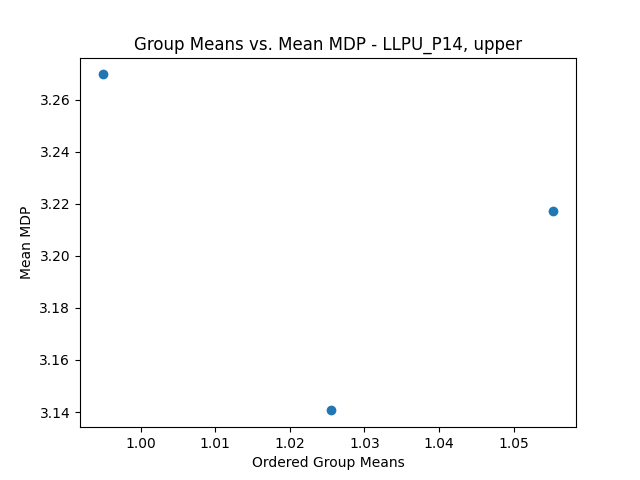 Group Means vs. Mean MDP - LLPU_P14, upper
3.26
3.24
3.22
3.20
3.18
3.16
3.14
Mean MDP
1.00 1.01 1.02 1.03 1.04 1.05
Ordered Group Means